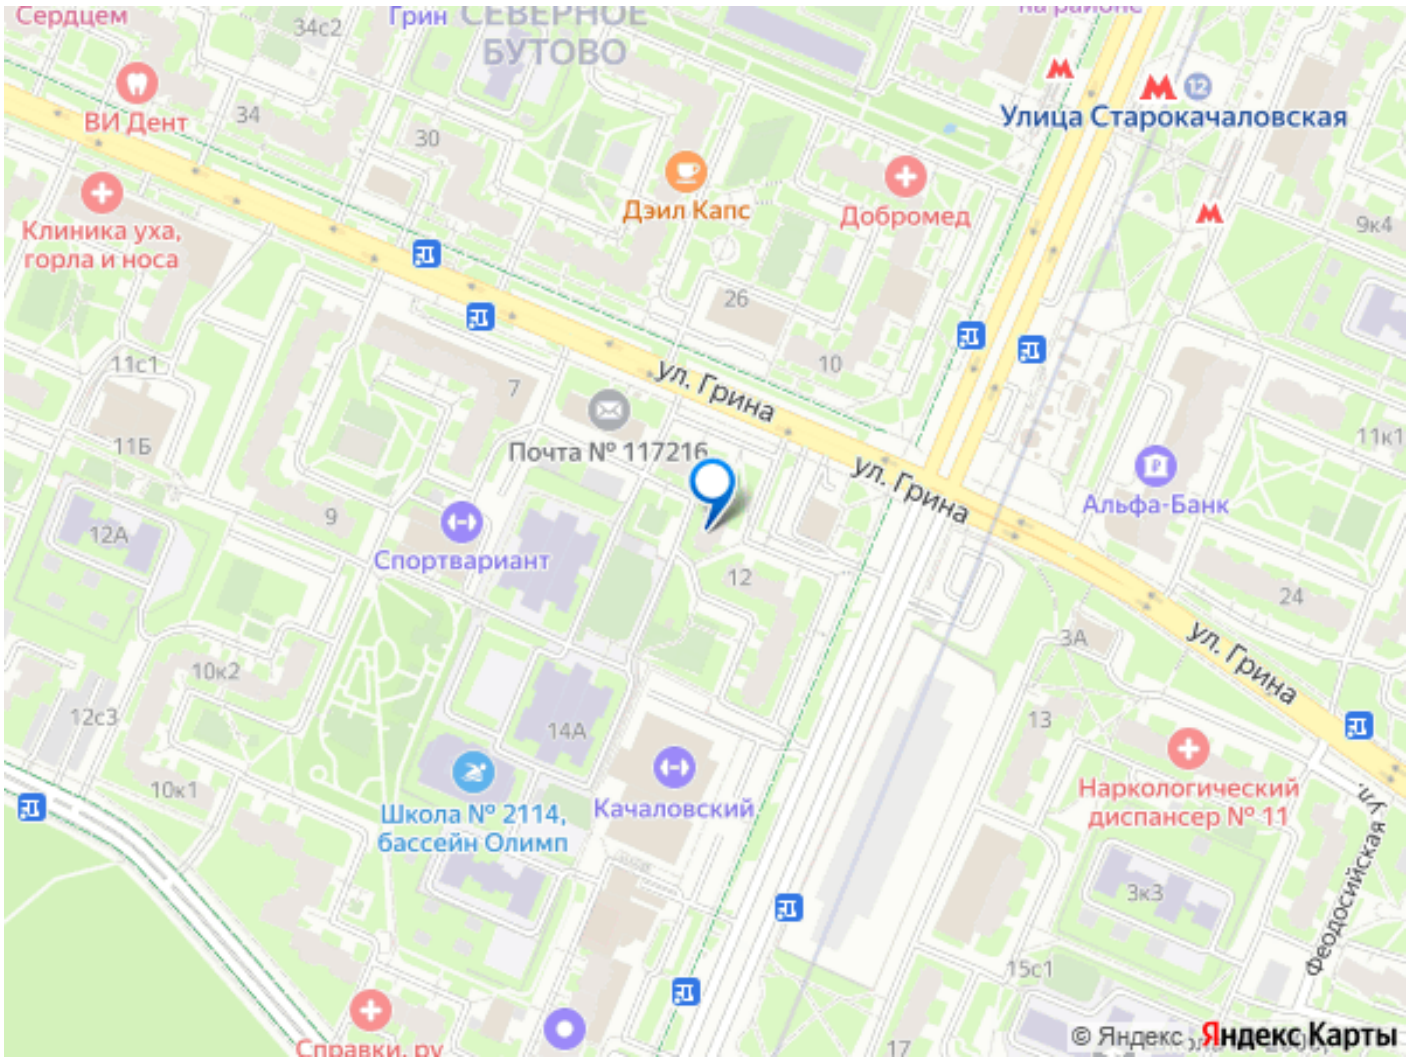 Сердцем
34с2
Грин
СЕВЕРНОЕ
БУТОВО
на районе
ВИ Дент
34
30
12
Улица Старокачаловская
Дэил Капс
Добромед
Клиника уха,
горла и носа
9к4
26
10
11с1
7
ул. Грина
11Б
Почта № 117216
11к1
ул. Грина
Альфа-Банк
9
12А
Спортвариант
12
24
3А
ул. Грина
10к2
12с3
14А
13
10к1
Качаловский
Школа № 2114,
бассейн Олимп
Наркологический
диспансер № 11
Феодосийская ул.
3к3
15с1
17
Справки. ру
© Яндекс
Яндекс Карты